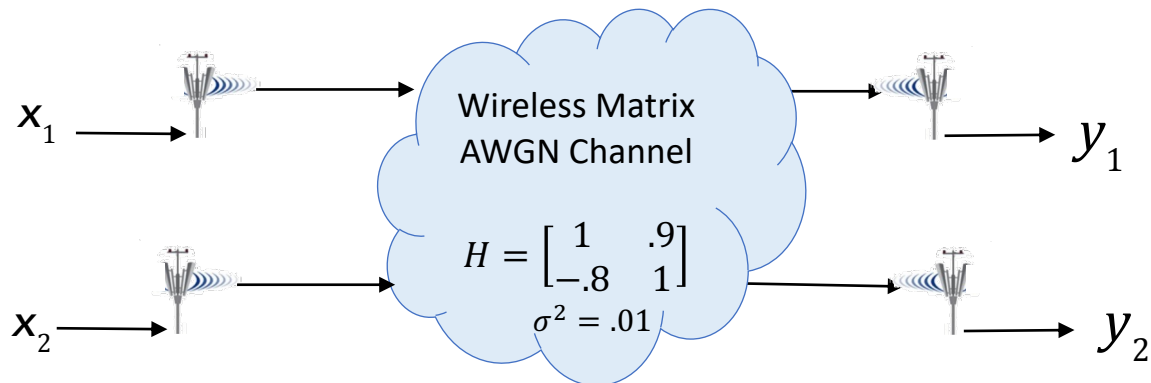 Wireless Matrix
AWGN Channel
x₁
y₁
H = [1 .9
-.8 1]
σ² = .01
x₂
y₂